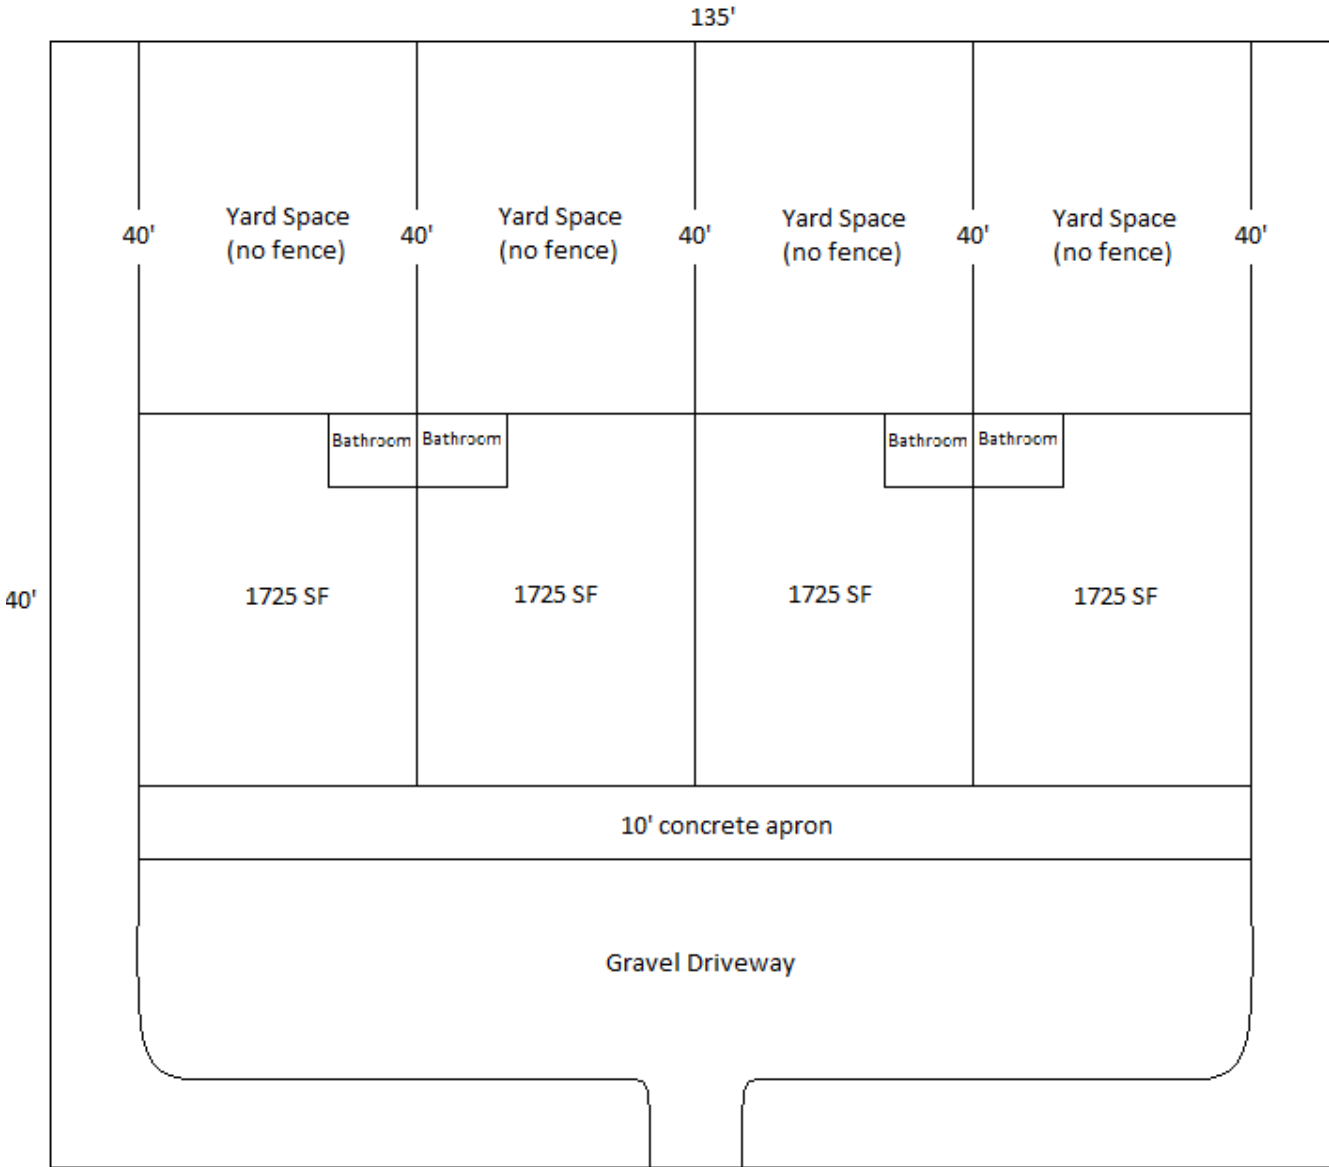 135'
Yard Space
(no fence)
Yard Space
(no fence)
Yard Space
(no fence)
Yard Space
(no fence)
40'
40'
40'
40'
40'
Bathroom
Bathroom
Bathroom
Bathroom
40'
1725 SF
1725 SF
1725 SF
1725 SF
10' concrete apron
Gravel Driveway